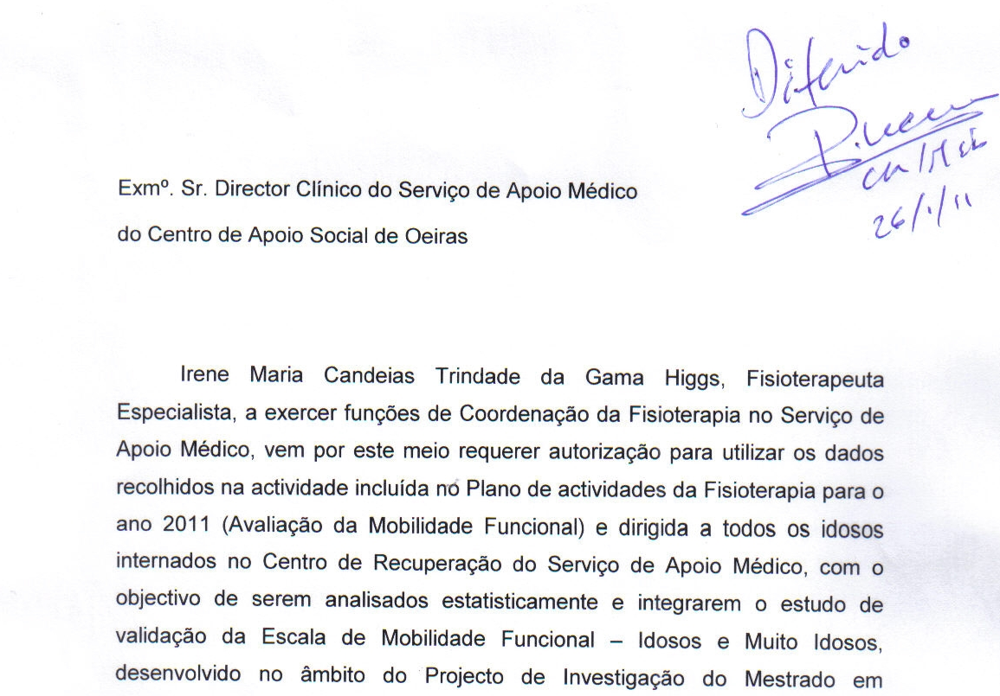 Diferido
26/1/11
Exmº. Sr. Director Clínico do Serviço de Apoio Médico
do Centro de Apoio Social de Oeiras
Irene Maria Candeias Trindade da Gama Higgs, Fisioterapeuta
Especialista, a exercer funções de Coordenação da Fisioterapia no Serviço de
Apoio Médico, vem por este meio requerer autorização para utilizar os dados
recolhidos na actividade incluída no Plano de actividades da Fisioterapia para o
ano 2011 (Avaliação da Mobilidade Funcional) e dirigida a todos os idosos
internados no Centro de Recuperação do Serviço de Apoio Médico, com o
objectivo de serem analisados estatisticamente e integrarem o estudo de
validação da Escala de Mobilidade Funcional – Idosos e Muito Idosos,
desenvolvido no âmbito do Projecto de Investigação do Mestrado em